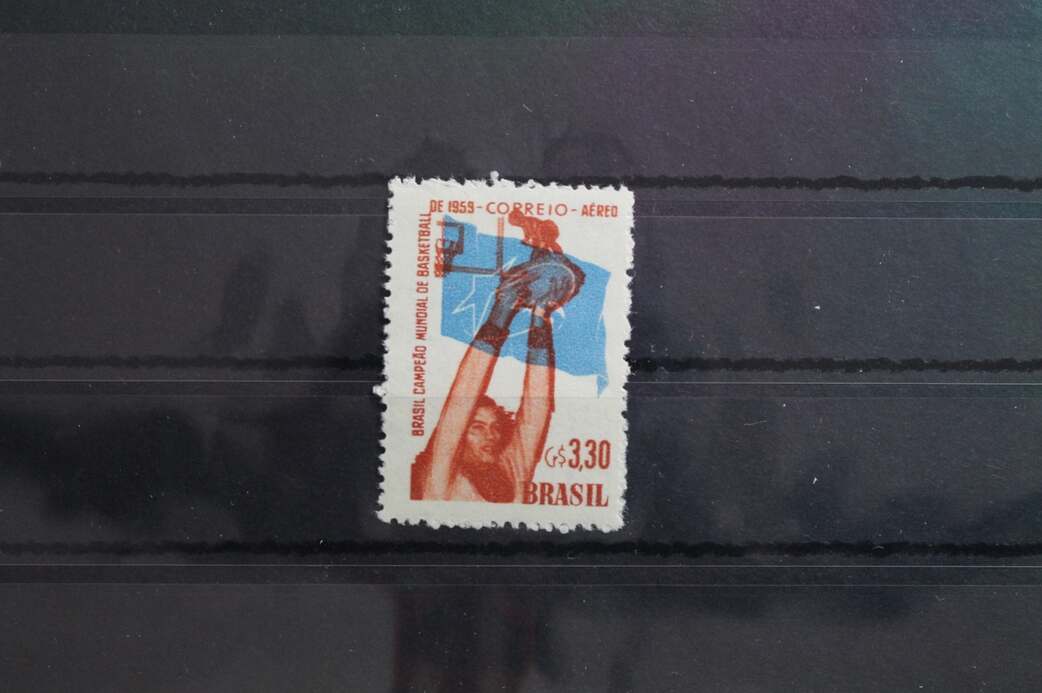 BRASIL CAMPEÃO MUNDIAL DE BASKETBALL
DE 1959 - CORREIO - AÉREO
Cr$ 3,30
BRASIL